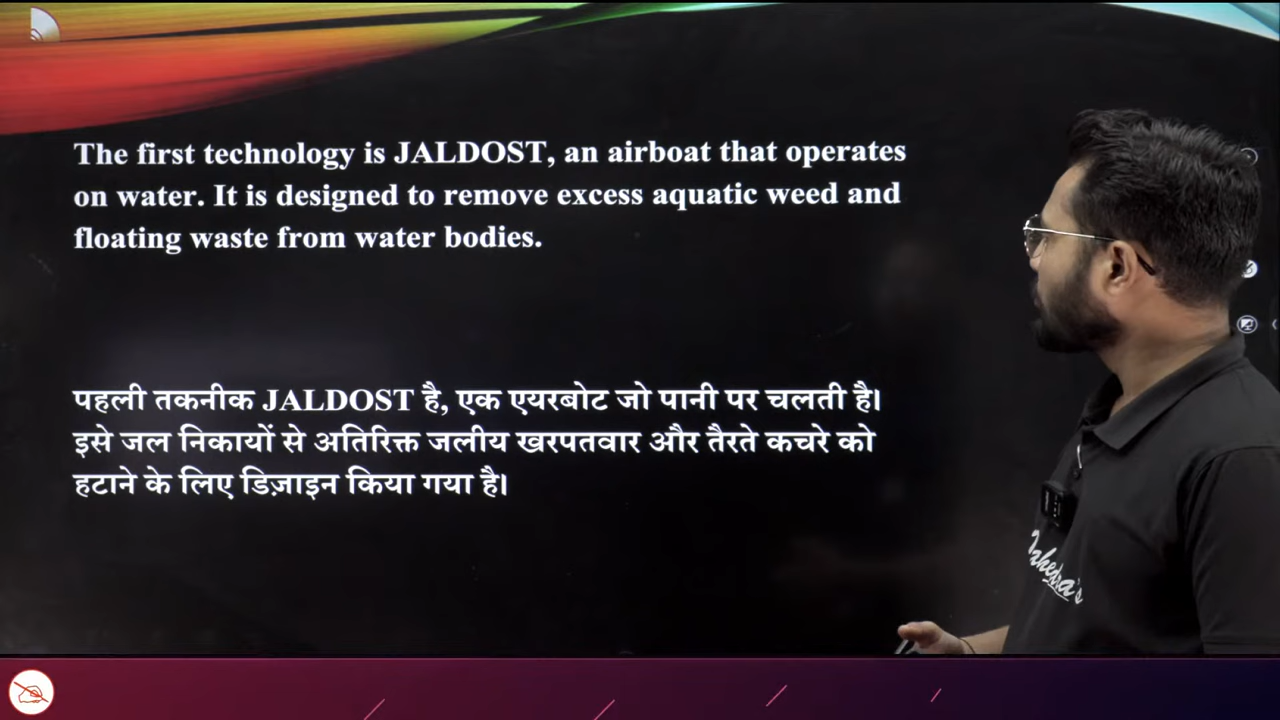 The first technology is JALDOST, an airboat that operates
on water. It is designed to remove excess aquatic weed and
floating waste from water bodies.
पहली तकनीक JALDOST है, एक एयरबोट जो पानी पर चलती है।
इसे जल निकायों से अतिरिक्त जलीय खरपतवार और तैरते कचरे को
हटाने के लिए डिज़ाइन किया गया है।
Mahendra's